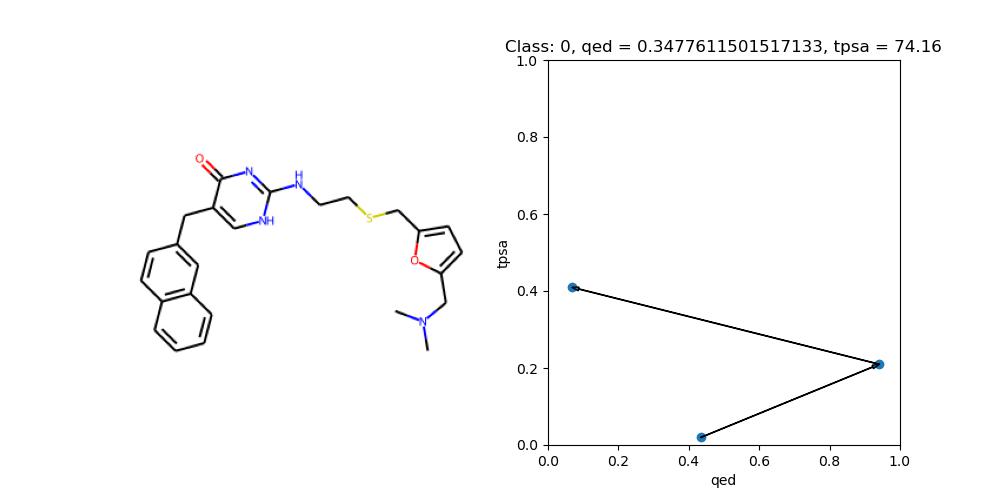 Class: 0, qed = 0.3477611501517133, tpsa = 74.16
O
N
H
N
NH
S
O
N
1.0
0.8
0.6
0.4
0.2
0.0
tpsa
0.0 0.2 0.4 0.6 0.8 1.0
qed